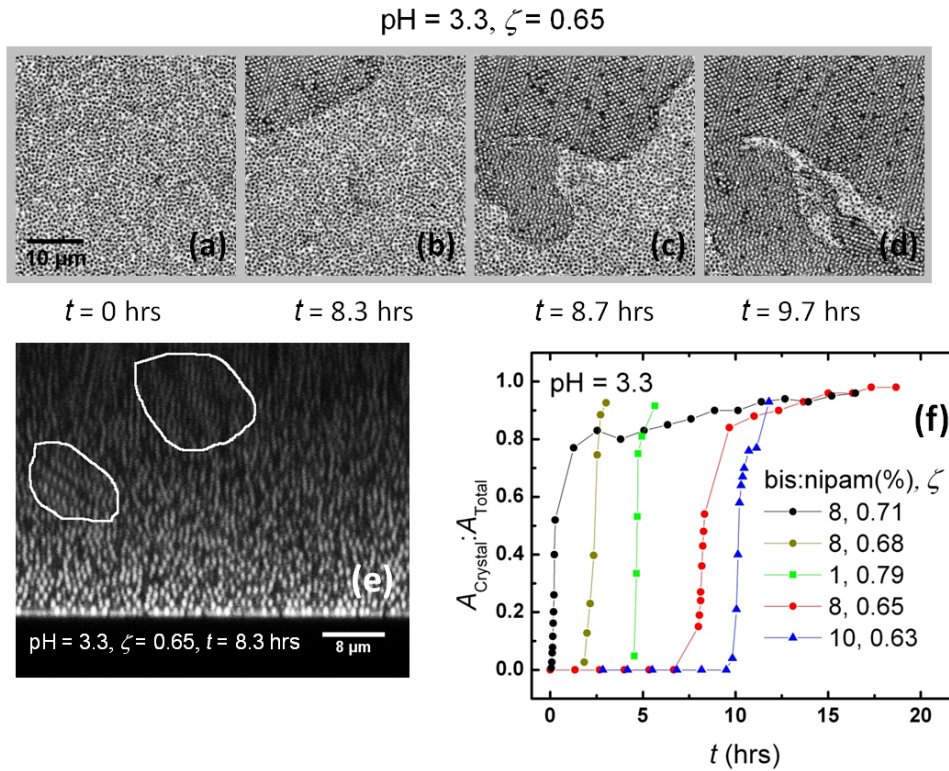 pH = 3.3, ζ = 0.65
(a)
(b)
(c)
(d)
10 μm
t = 0 hrs
t = 8.3 hrs
t = 8.7 hrs
t = 9.7 hrs
(e)
pH = 3.3, ζ = 0.65, t = 8.3 hrs
8 μm
pH = 3.3
(f)
bis:nipam(%), ζ
8, 0.71
8, 0.68
1, 0.79
8, 0.65
10, 0.63
A_Crystal:A_Total
1.0
0.8
0.6
0.4
0.2
0.0
0
5
10
15
20
t (hrs)